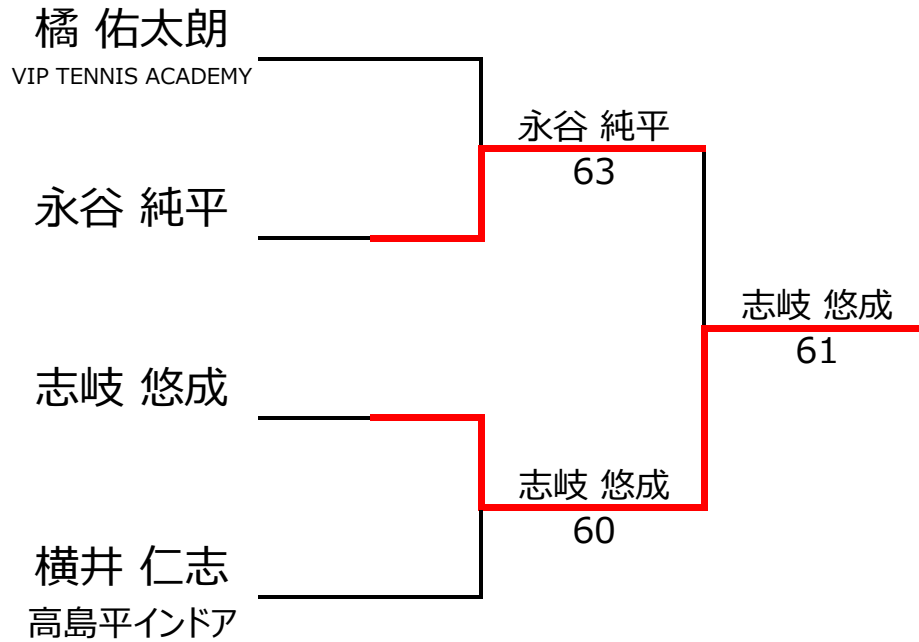 橘 佑太朗
VIP TENNIS ACADEMY
永谷 純平
63
永谷 純平
志岐 悠成
61
志岐 悠成
志岐 悠成
60
横井 仁志
高島平インドア